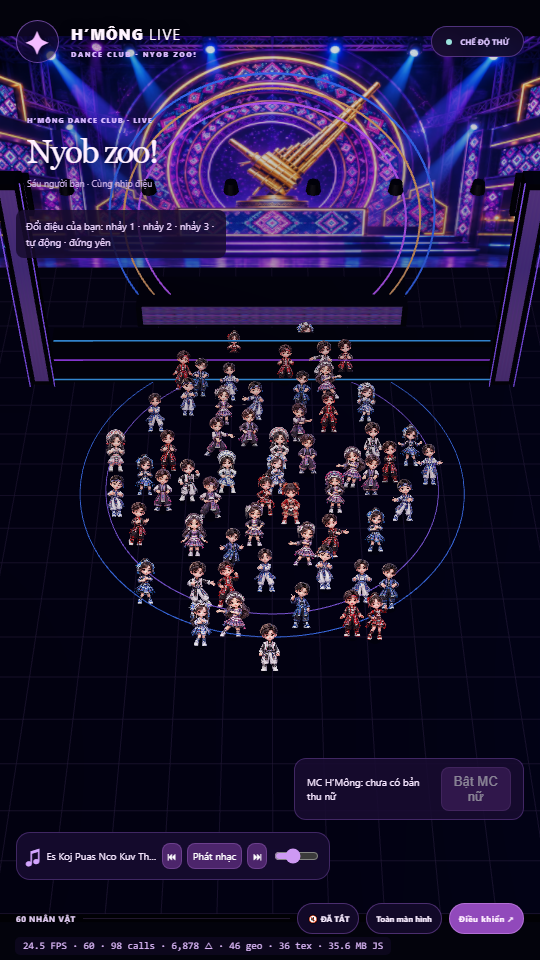 H'MÔNG LIVE
DANCE CLUB · NYOB ZOO!
CHẾ ĐỘ THỬ
H'MÔNG DANCE CLUB · LIVE
Nyob zoo!
Sáu người bạn · Cùng nhịp điệu
Đổi điệu của bạn: nhảy 1 · nhảy 2 · nhảy 3 ·
tự động · đứng yên
MC H'Mông: chưa có bản
thu nữ
Bật MC
nữ
Es Koj Puas Nco Kuv Th...
Phát nhạc
60 NHÂN VẬT
ĐÃ TẮT
Toàn màn hình
Điều khiển ↗
24.5 FPS · 60 · 98 calls · 6,878 △ · 46 geo · 36 tex · 35.6 MB JS